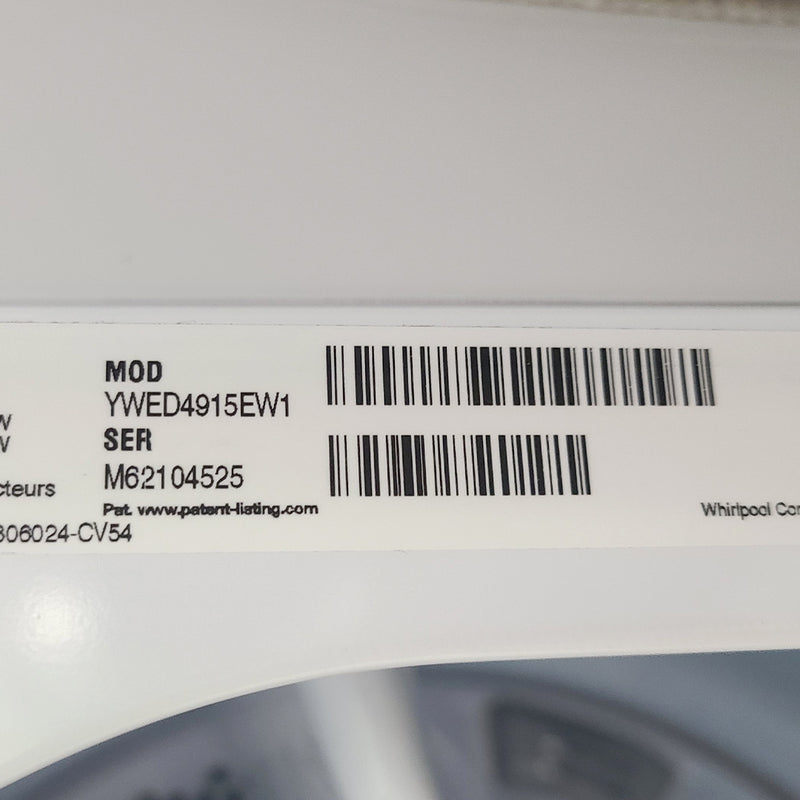 MOD
YWED4915EW1
SER
M62104525
Pat. www.patent-listing.com
cteurs
306024-CV54
Whirlpool Cor